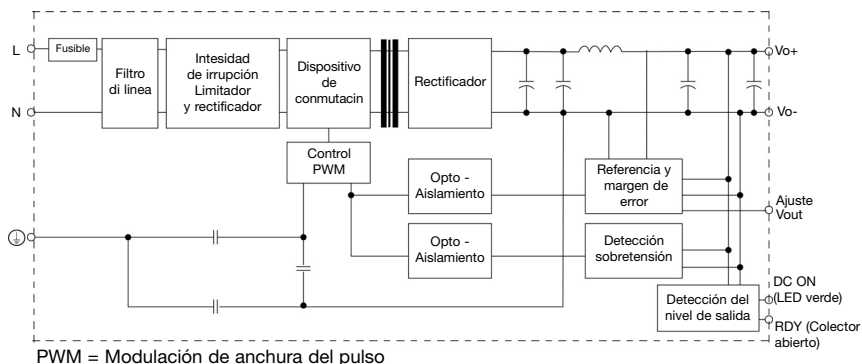 L
Fusible
Filtro
di linea
Intesidad
de irrupción
Limitador
y rectificador
Dispositivo
de
conmutacin
Rectificador
Vo+
N
Vo-
Control
PWM
Opto -
Aislamiento
Referencia y
margen de
error
Ajuste
Vout
Opto -
Aislamiento
Detección
sobretensión
Detección del
nivel de salida
DC ON
(LED verde)
RDY (Colector
abierto)
PWM = Modulación de anchura del pulso